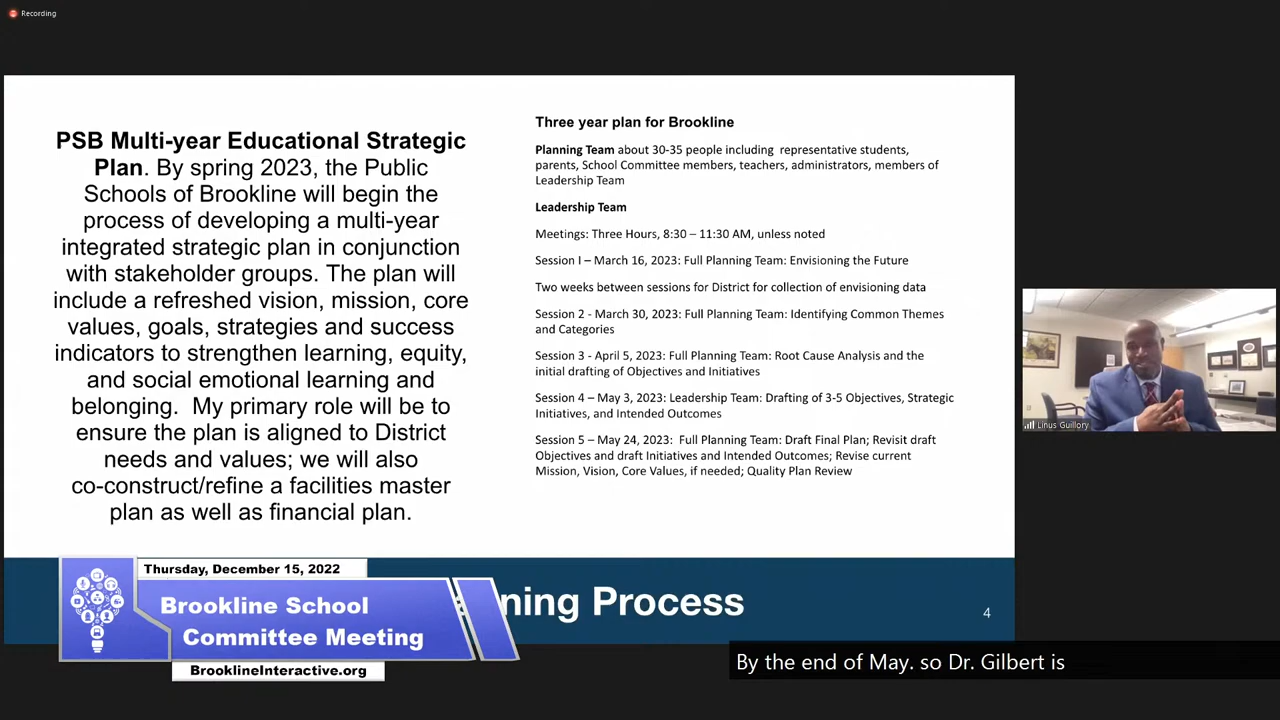 Recording
PSB Multi-year Educational Strategic
Plan. By spring 2023, the Public
Schools of Brookline will begin the
process of developing a multi-year
integrated strategic plan in conjunction
with stakeholder groups. The plan will
include a refreshed vision, mission, core
values, goals, strategies and success
indicators to strengthen learning, equity,
and social emotional learning and
belonging. My primary role will be to
ensure the plan is aligned to District
needs and values; we will also
co-construct/refine a facilities master
plan as well as financial plan.
Three year plan for Brookline
Planning Team about 30-35 people including representative students,
parents, School Committee members, teachers, administrators, members of
Leadership Team
Leadership Team
Meetings: Three Hours, 8:30 – 11:30 AM, unless noted
Session I – March 16, 2023: Full Planning Team: Envisioning the Future
Two weeks between sessions for District for collection of envisioning data
Session 2 - March 30, 2023: Full Planning Team: Identifying Common Themes
and Categories
Session 3 - April 5, 2023: Full Planning Team: Root Cause Analysis and the
initial drafting of Objectives and Initiatives
Session 4 – May 3, 2023: Leadership Team: Drafting of 3-5 Objectives, Strategic
Initiatives, and Intended Outcomes
Session 5 – May 24, 2023: Full Planning Team: Draft Final Plan; Revisit draft
Objectives and draft Initiatives and Intended Outcomes; Revise current
Mission, Vision, Core Values, if needed; Quality Plan Review
Linus Guillory
ning Process
4
Thursday, December 15, 2022
Brookline School
Committee Meeting
BrooklineInteractive.org
By the end of May. so Dr. Gilbert is